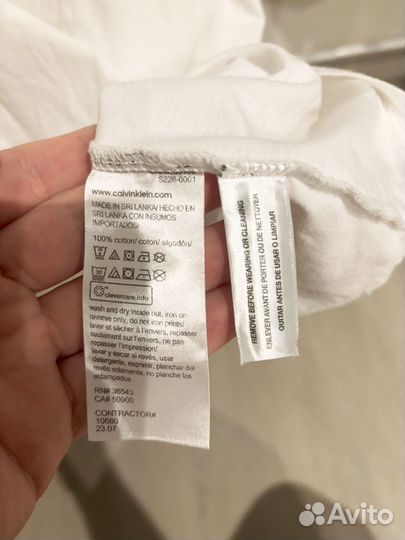 S226-0001
www.calvinklein.com
MADE IN SRI LANKA/ HECHO EN
SRI LANKA CON INSUMOS
IMPORTADOS/
100% cotton/ coton/ algodón/
clevercare.info
wash and dry inside out, iron on
reverse only, do not iron prints/
laver et sécher à l'envers, repasser
seulement sur l'envers, ne pas
repasser l'impression/
lavar y secar al revés, usar
detergente, exprimir, planchar del
revés solamente, no planche los
estampados
RN# 36543
CA# 50900
CONTRACTOR#
10680
23.07
REMOVE BEFORE WEARING OR CLEANING
ENLEVER AVANT DE PORTER OU DE NETTOYER
QUITAR ANTES DE USAR O LIMPIAR
Avito